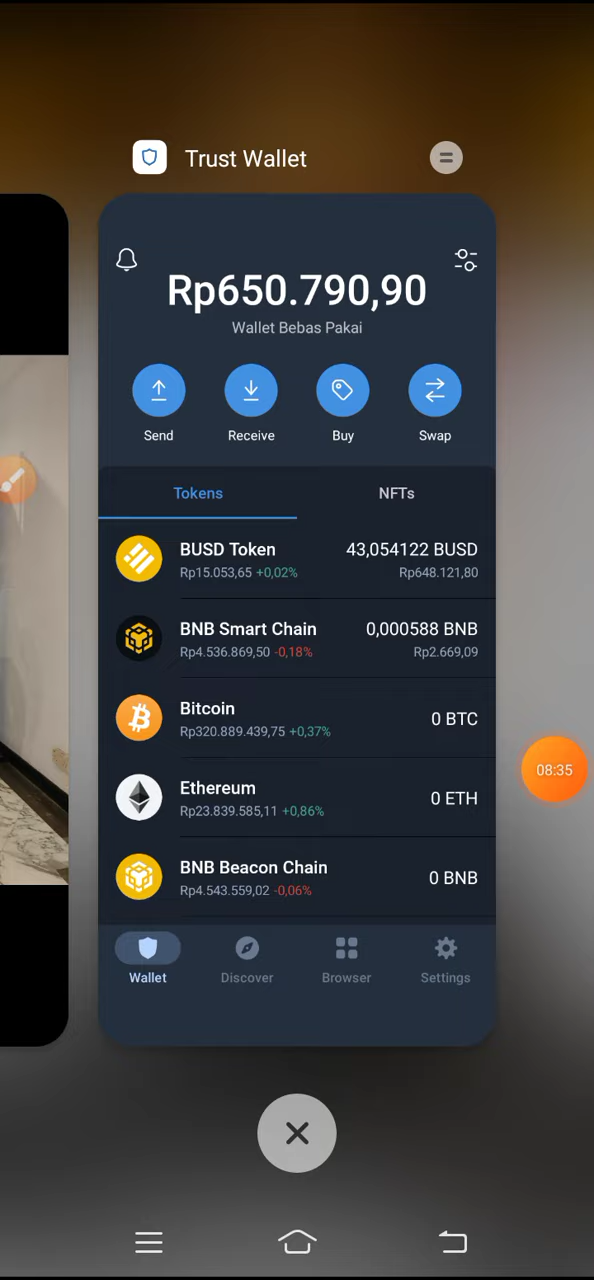 Trust Wallet
Rp650.790,90
Wallet Bebas Pakai
Send Receive Buy Swap
Tokens NFTs
BUSD Token 43,054122 BUSD
Rp15.053,65 +0,02% Rp648.121,80
BNB Smart Chain 0,000588 BNB
Rp4.536.869,50 -0,18% Rp2.669,09
Bitcoin 0 BTC
Rp320.889.439,75 +0,37%
08:35
Ethereum 0 ETH
Rp23.839.585,11 +0,86%
BNB Beacon Chain 0 BNB
Rp4.543.559,02 -0,06%
Wallet Discover Browser Settings